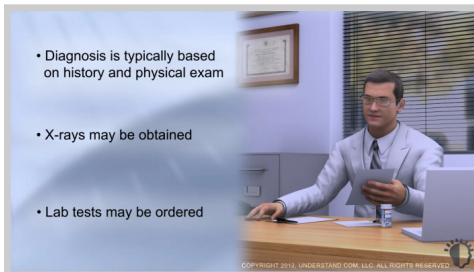 • Diagnosis is typically based
on history and physical exam
• X-rays may be obtained
• Lab tests may be ordered
COPYRIGHT 2012, UNDERSTAND.COM, LLC. ALL RIGHTS RESERVED